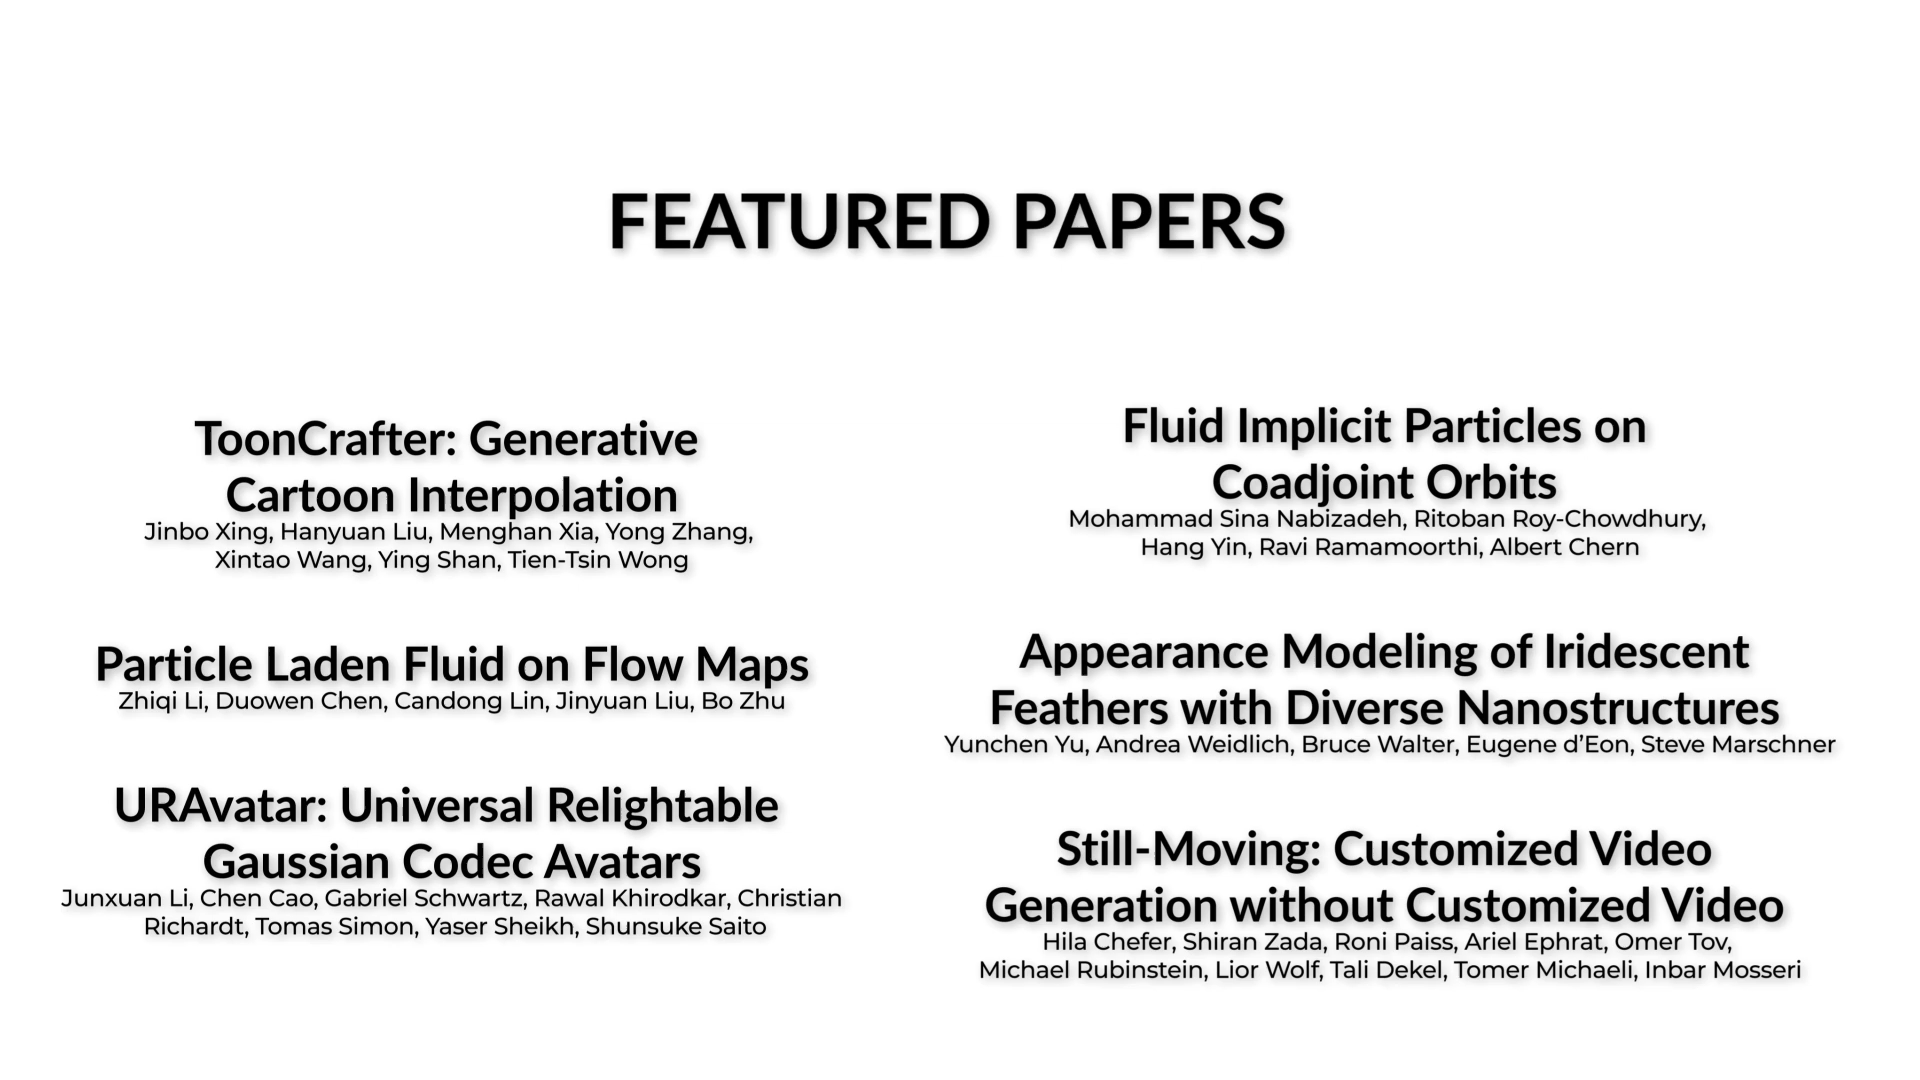 FEATURED PAPERS
ToonCrafter: Generative
Cartoon Interpolation
Jinbo Xing, Hanyuan Liu, Menghan Xia, Yong Zhang,
Xintao Wang, Ying Shan, Tien-Tsin Wong
Particle Laden Fluid on Flow Maps
Zhiqi Li, Duowen Chen, Candong Lin, Jinyuan Liu, Bo Zhu
URAvatar: Universal Relightable
Gaussian Codec Avatars
Junxuan Li, Chen Cao, Gabriel Schwartz, Rawal Khirodkar, Christian
Richardt, Tomas Simon, Yaser Sheikh, Shunsuke Saito
Fluid Implicit Particles on
Coadjoint Orbits
Mohammad Sina Nabizadeh, Ritoban Roy-Chowdhury,
Hang Yin, Ravi Ramamoorthi, Albert Chern
Appearance Modeling of Iridescent
Feathers with Diverse Nanostructures
Yunchen Yu, Andrea Weidlich, Bruce Walter, Eugene d’Eon, Steve Marschner
Still-Moving: Customized Video
Generation without Customized Video
Hila Chefer, Shiran Zada, Roni Paiss, Ariel Ephrat, Omer Tov,
Michael Rubinstein, Lior Wolf, Tali Dekel, Tomer Michaeli, Inbar Mosseri